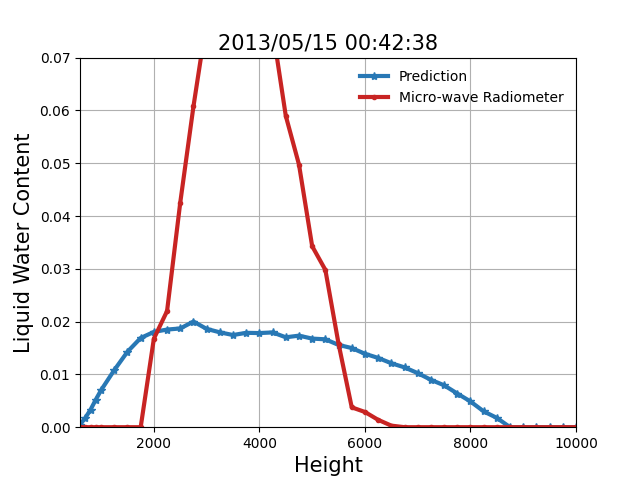 2013/05/15 00:42:38
0.07
0.06
0.05
0.04
0.03
0.02
0.01
0.00
Liquid Water Content
Prediction
Micro-wave Radiometer
2000 4000 6000 8000 10000
Height